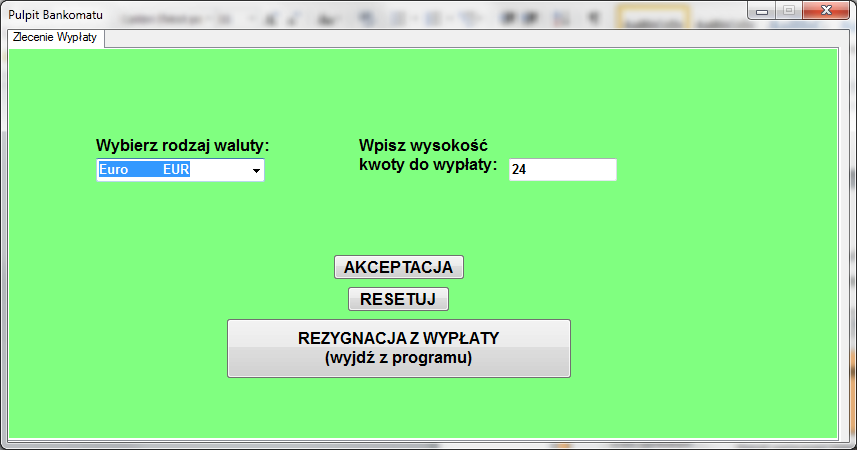 Pulpit Bankomatu
Zlecenie Wypłaty
Wybierz rodzaj waluty:
Euro EUR
Wpisz wysokość
kwoty do wypłaty:
24
AKCEPTACJA
RESETUJ
REZYGNACJA Z WYPŁATY
(wyjdź z programu)